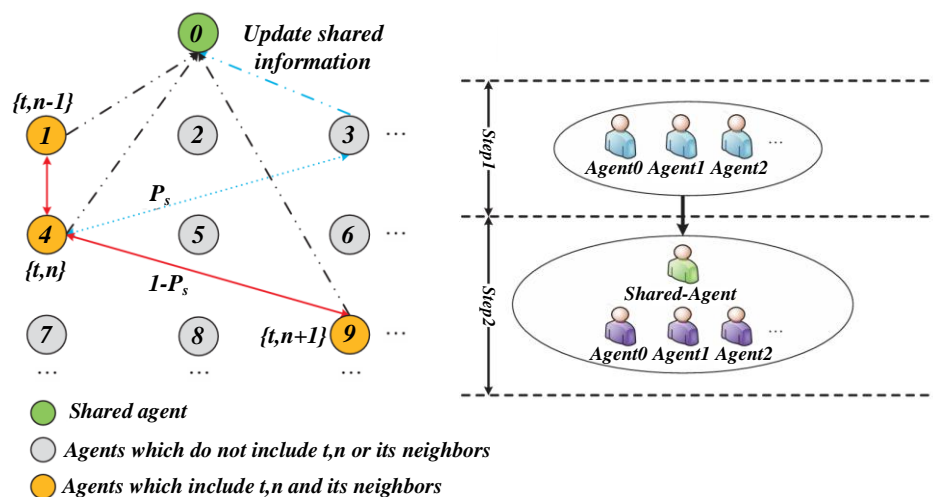 0
Update shared
information
{t,n-1}
1
2
3
...
P_s
4
5
6
...
{t,n}
1-P_s
7
8
{t,n+1}
9
...
...
...
...
Shared agent
Agents which do not include t,n or its neighbors
Agents which include t,n and its neighbors
Step1
Agent0 Agent1 Agent2 ...
Step2
Shared-Agent
Agent0 Agent1 Agent2 ...